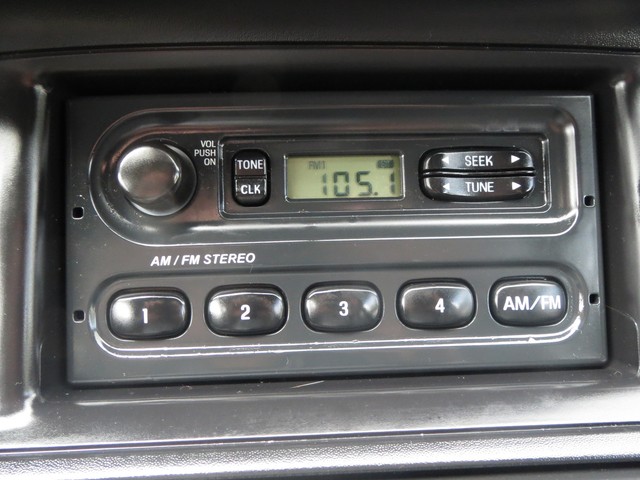 VOL
PUSH
ON
TONE
CLK
FM1
105.1
SEEK
TUNE
AM / FM STEREO
1
2
3
4
AM/FM